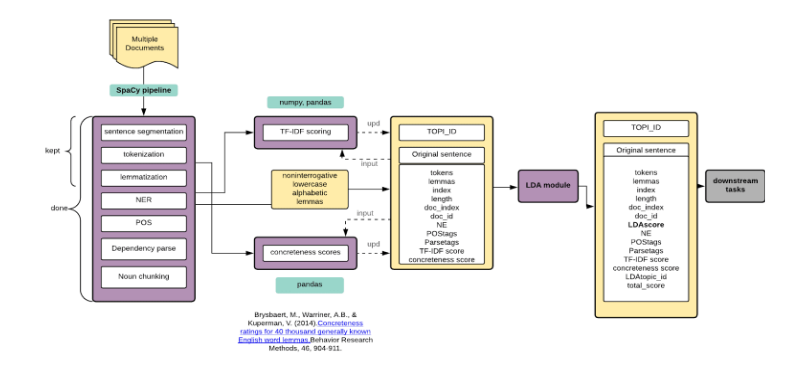 Multiple
Documents
SpaCy pipeline
kept
done
sentence segmentation
tokenization
lemmatization
NER
POS
Dependency parse
Noun chunking
numpy, pandas
TF-IDF scoring
upd
input
noninterrogative
lowercase
alphabetic
lemmas
input
concreteness scores
upd
pandas
Brysbaert, M., Warriner, A.B., &
Kuperman, V. (2014).Concreteness
ratings for 40 thousand generally known
English word lemmas.Behavior Research
Methods, 46, 904-911.
TOPI_ID
Original sentence
tokens
lemmas
index
length
doc_index
doc_id
NE
POStags
Parsetags
TF-IDF score
concreteness score
LDA module
TOPI_ID
Original sentence
tokens
lemmas
index
length
doc_index
doc_id
LDAscore
NE
POStags
Parsetags
TF-IDF score
concreteness score
LDAtopic_id
total_score
downstream
tasks